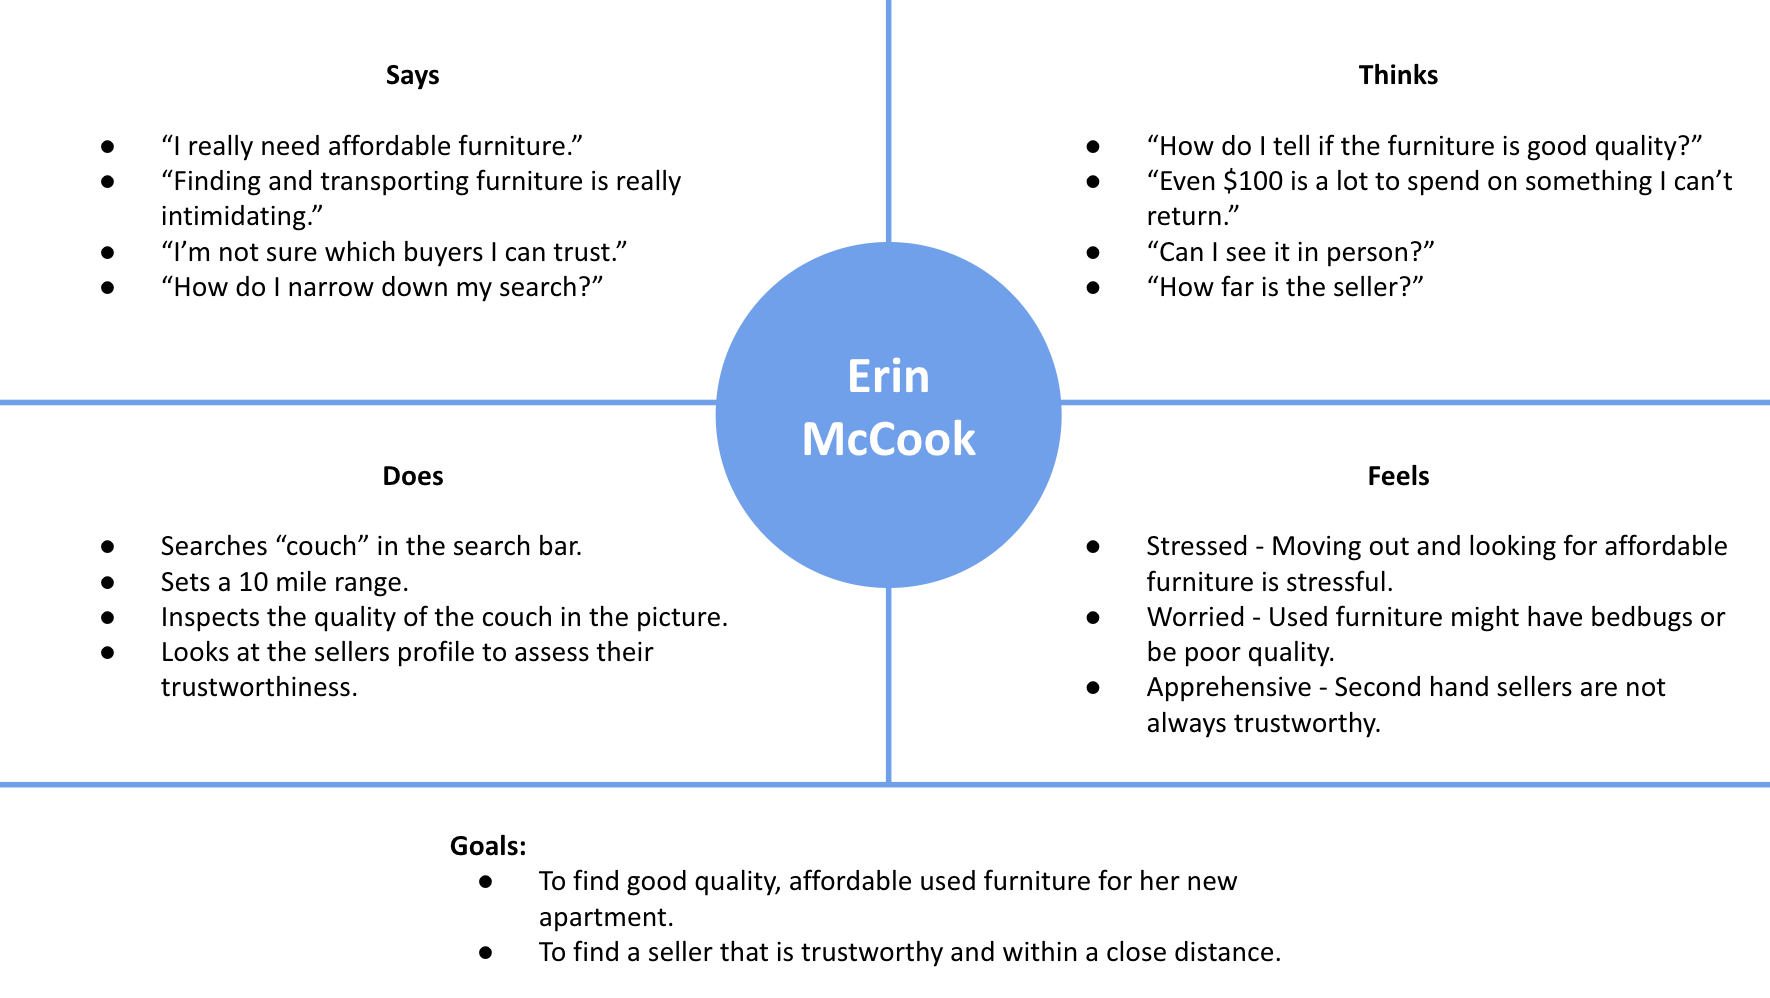 Says
● “I really need affordable furniture.”
● “Finding and transporting furniture is really
intimidating.”
● “I’m not sure which buyers I can trust.”
● “How do I narrow down my search?”
Thinks
● “How do I tell if the furniture is good quality?”
● “Even $100 is a lot to spend on something I can’t
return.”
● “Can I see it in person?”
● “How far is the seller?”
Erin
McCook
Does
● Searches “couch” in the search bar.
● Sets a 10 mile range.
● Inspects the quality of the couch in the picture.
● Looks at the sellers profile to assess their
trustworthiness.
Feels
● Stressed - Moving out and looking for affordable
furniture is stressful.
● Worried - Used furniture might have bedbugs or
be poor quality.
● Apprehensive - Second hand sellers are not
always trustworthy.
Goals:
● To find good quality, affordable used furniture for her new
apartment.
● To find a seller that is trustworthy and within a close distance.